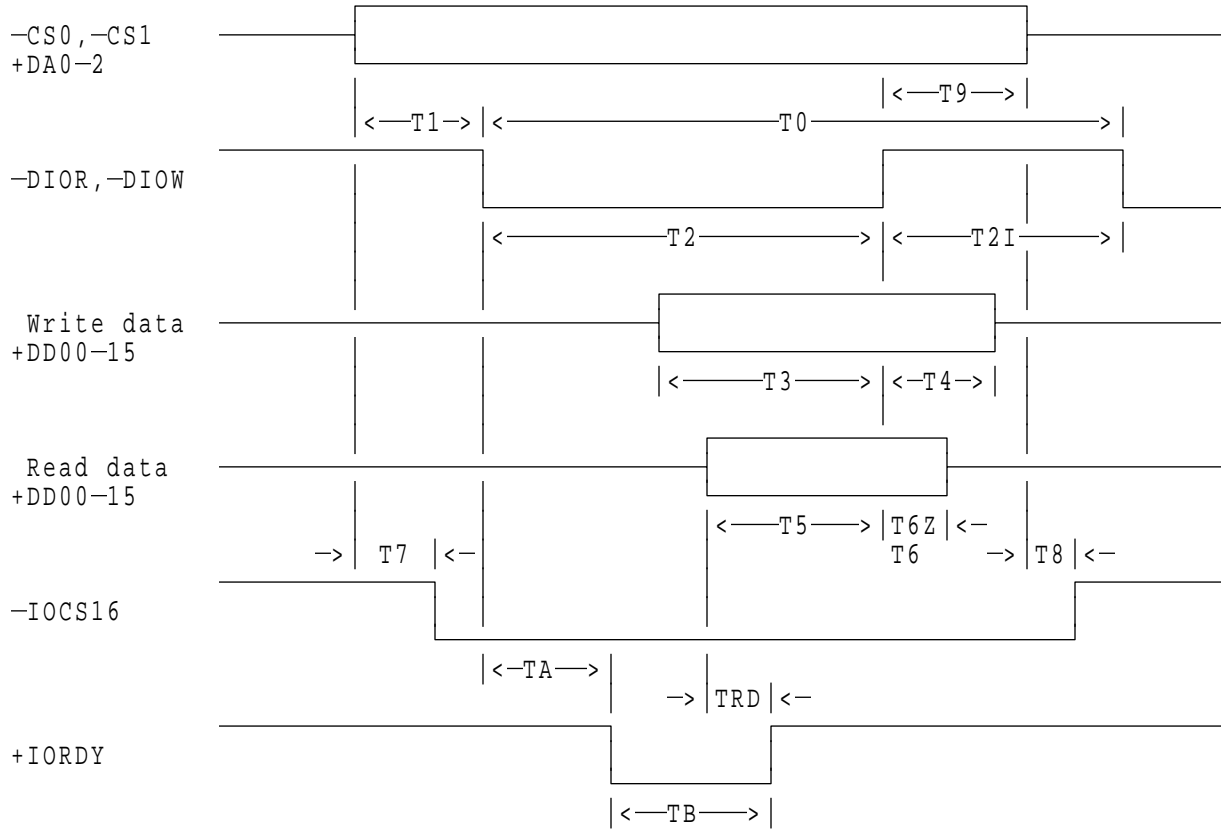 —CS0,—CS1
+DA0—2
<——T9——>
<——T1—> <————T0————>
—DIOR,—DIOW
<————T2————> <———T2I———>
Write data
+DD00—15
<———T3———> <—T4—>
Read data
+DD00—15
<———T5———> T6Z <—
—> T7 <— T6 —> T8 <—
—IOCS16
<—TA——>
—> TRD <—
+IORDY
<——TB——>